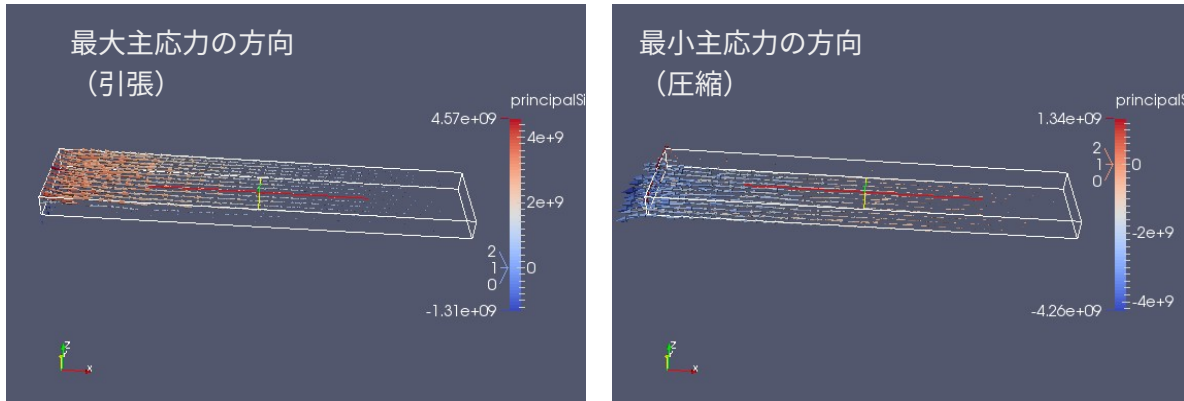 最大主応力の方向
（引張）
principalSi
4.57e+09
4e+9
2e+9
2
1
0
0
-1.31e+09
Z
Y
X
最小主応力の方向
（圧縮）
principalS
1.34e+09
2
1
0
0
-2e+9
-4e+9
-4.26e+09
Z
Y
X